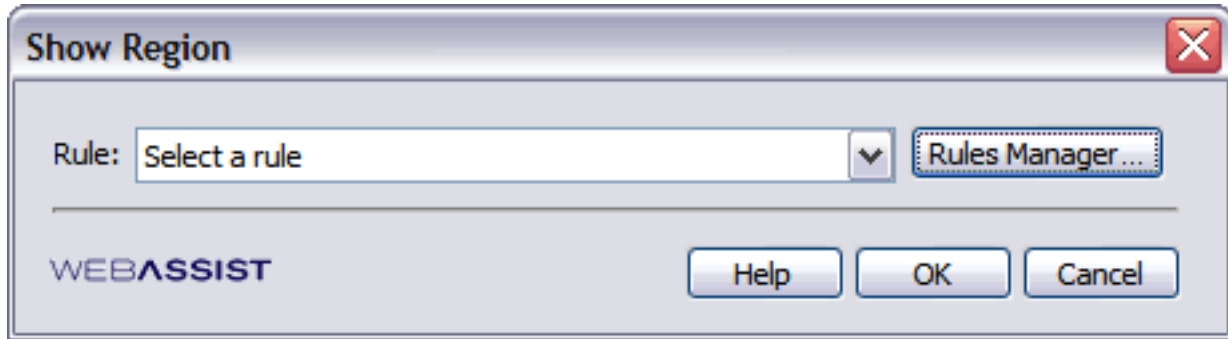 Show Region
Rule: Select a rule Rules Manager...
WEBASSIST Help OK Cancel